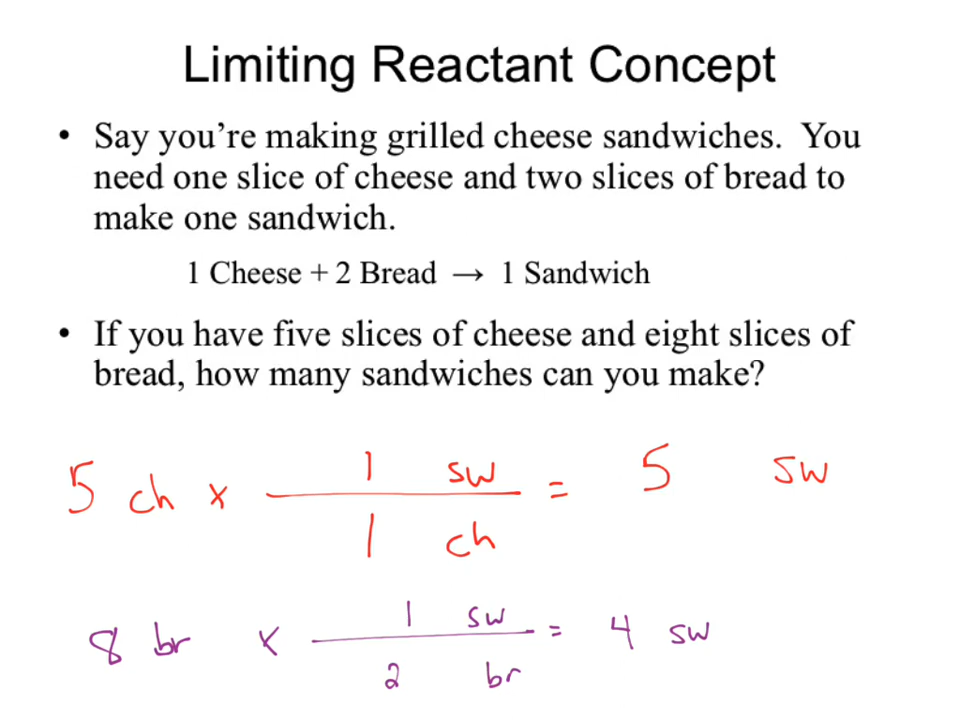 Limiting Reactant Concept
• Say you’re making grilled cheese sandwiches. You
need one slice of cheese and two slices of bread to
make one sandwich.
1 Cheese + 2 Bread → 1 Sandwich
• If you have five slices of cheese and eight slices of
bread, how many sandwiches can you make?
1 sw
5 ch x = 5 sw
1 ch
1 sw
8 br x = 4 sw
2 br